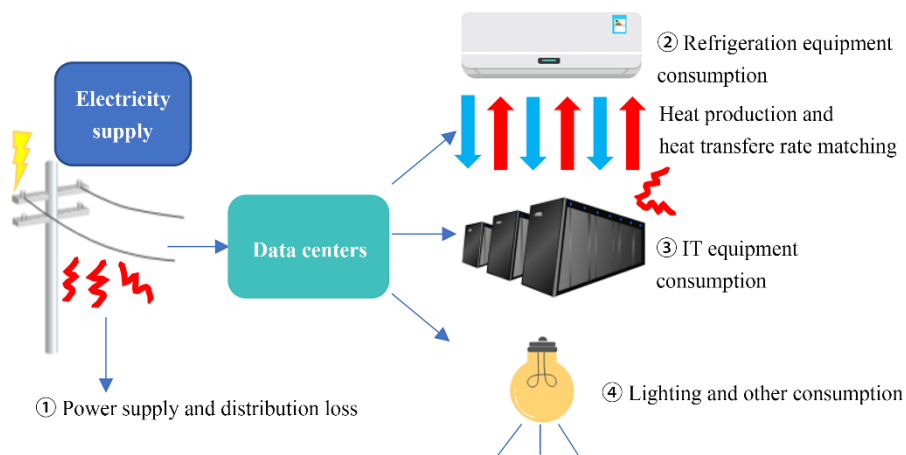 Electricity
supply
② Refrigeration equipment
consumption
Heat production and
heat transfere rate matching
Data centers
③ IT equipment
consumption
① Power supply and distribution loss
④ Lighting and other consumption